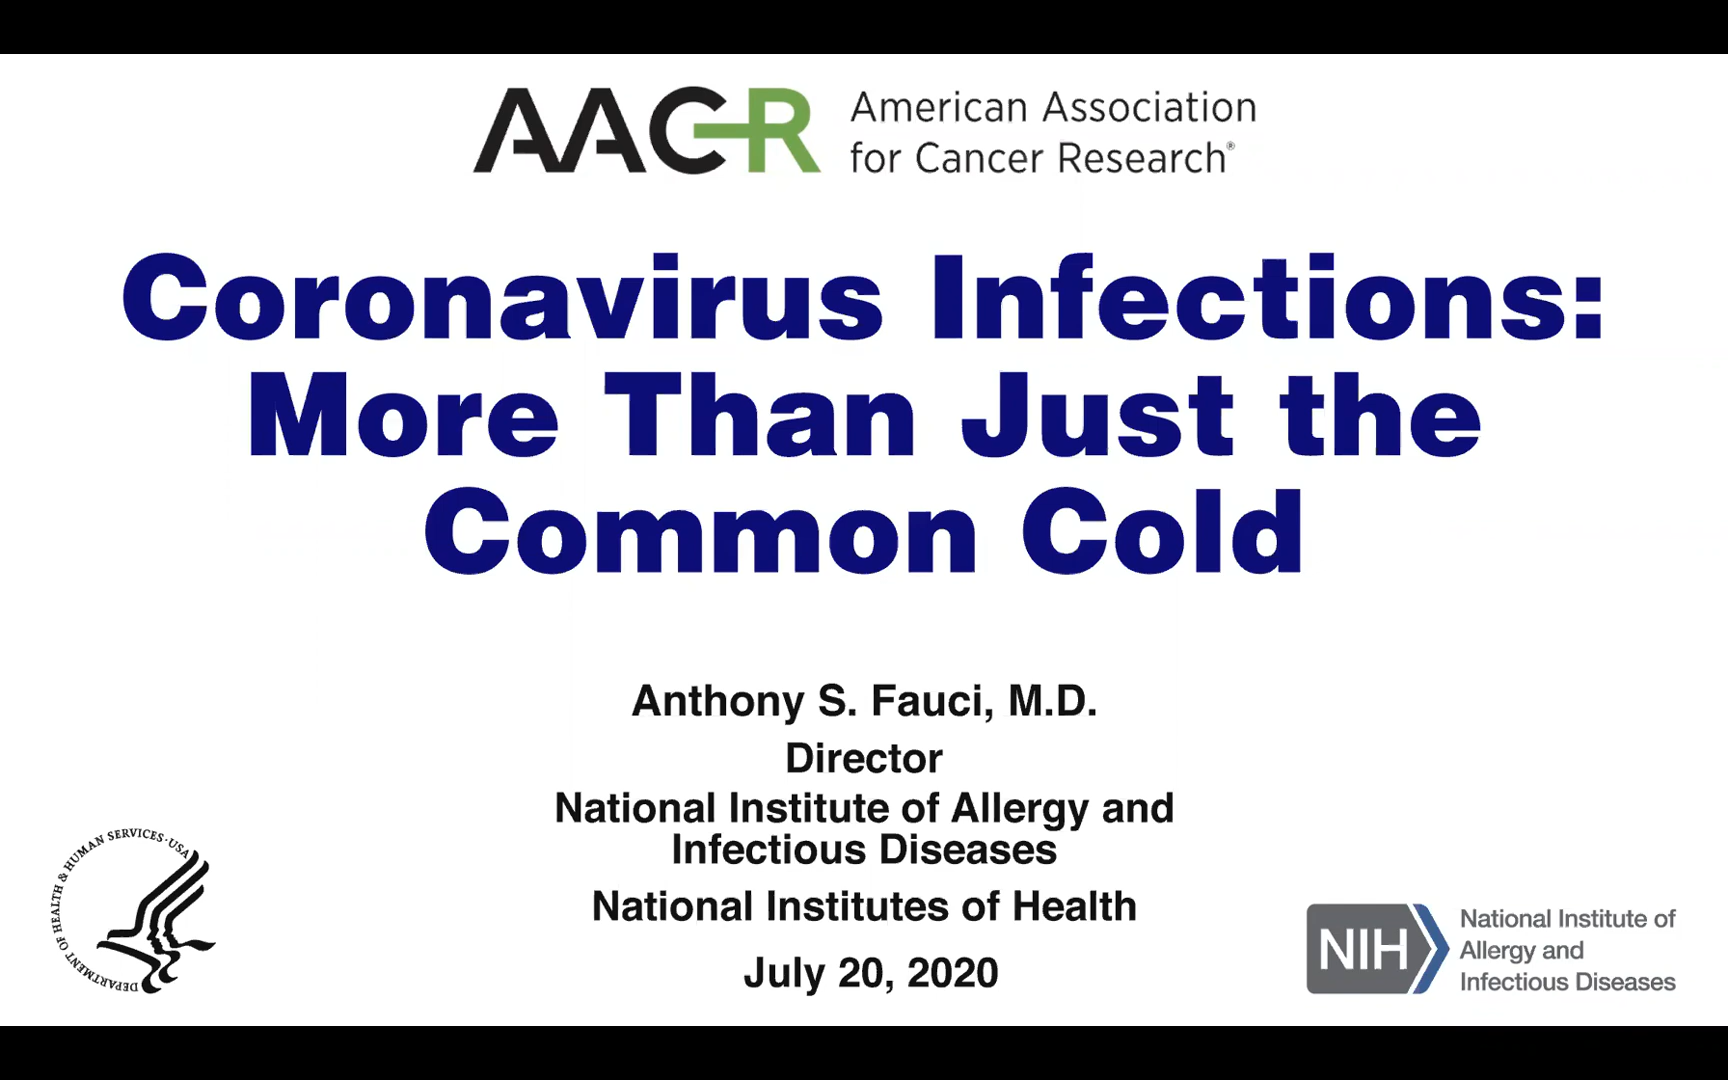 AACR American Association
for Cancer Research®
Coronavirus Infections:
More Than Just the
Common Cold
Anthony S. Fauci, M.D.
Director
National Institute of Allergy and
Infectious Diseases
National Institutes of Health
July 20, 2020
DEPARTMENT OF HEALTH & HUMAN SERVICES·USA
NIH
National Institute of
Allergy and
Infectious Diseases